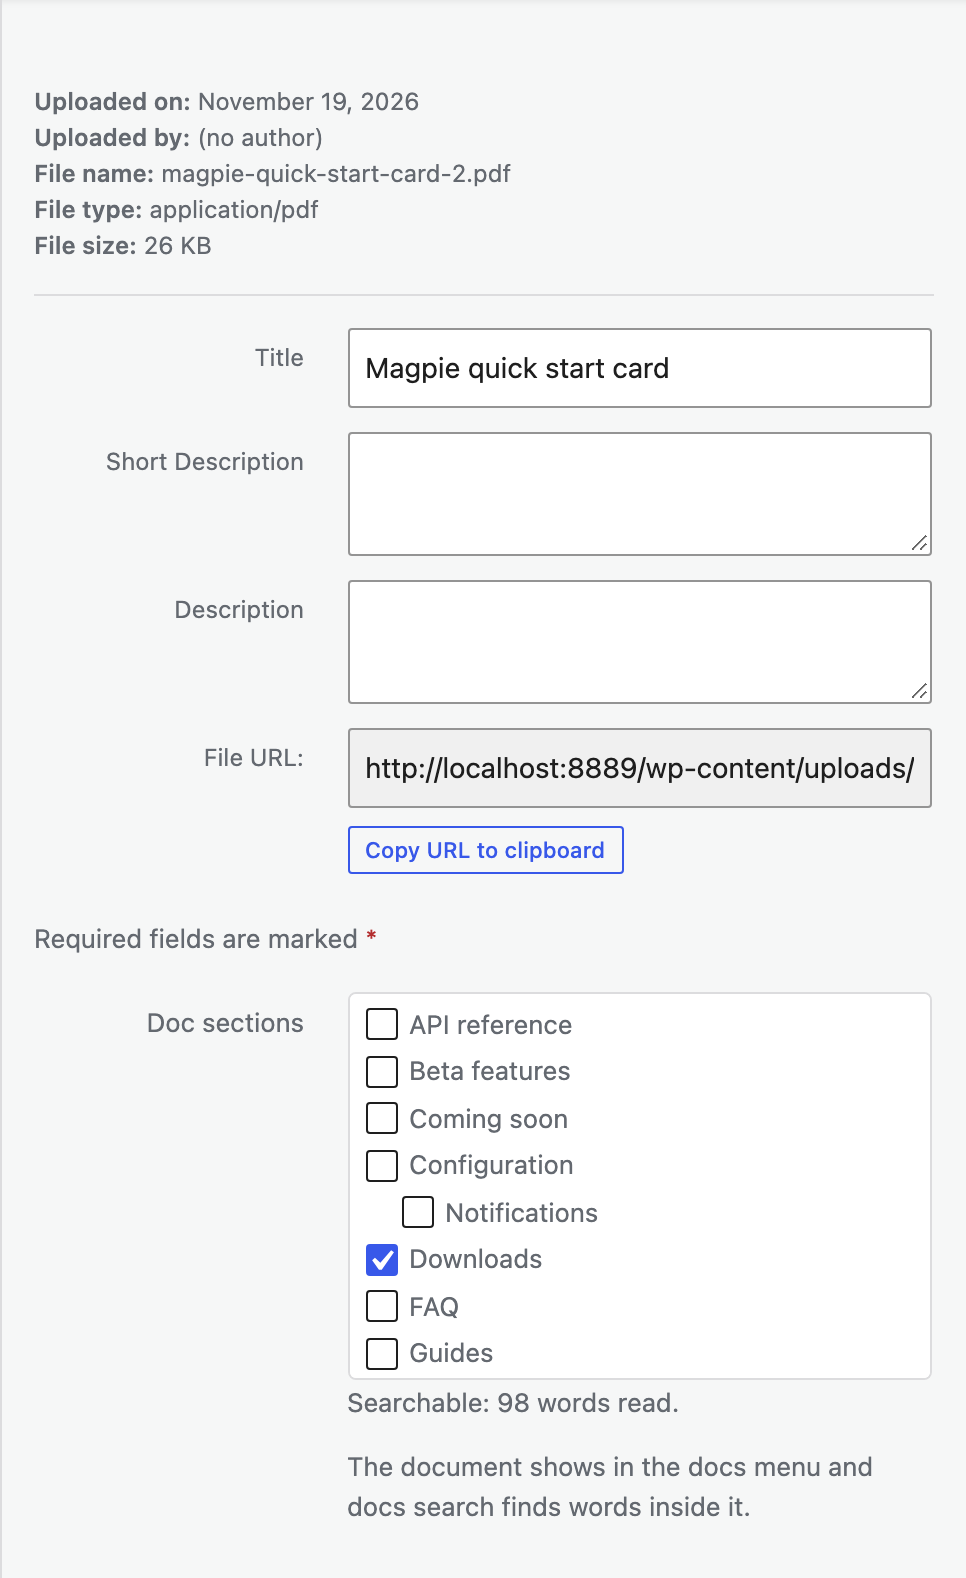 Uploaded on: November 19, 2026
Uploaded by: (no author)
File name: magpie-quick-start-card-2.pdf
File type: application/pdf
File size: 26 KB
Title
Magpie quick start card
Short Description
Description
File URL:
http://localhost:8889/wp-content/uploads/
Copy URL to clipboard
Required fields are marked *
Doc sections
API reference
Beta features
Coming soon
Configuration
Notifications
Downloads
FAQ
Guides
Searchable: 98 words read.
The document shows in the docs menu and
docs search finds words inside it.